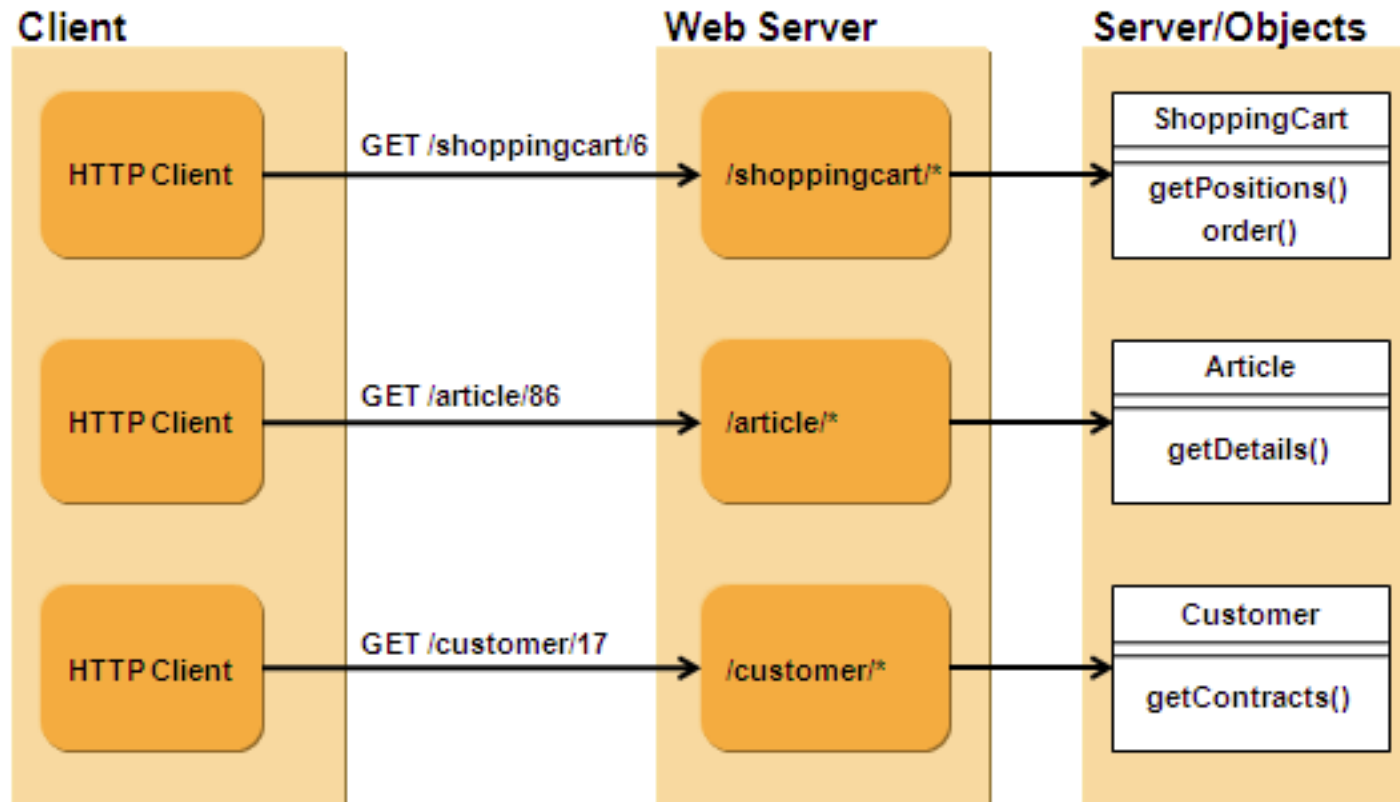 Client
Web Server
Server/Objects
HTTP Client
GET /shoppingcart/6
/shoppingcart/*
ShoppingCart
getPositions()
order()
HTTP Client
GET /article/86
/article/*
Article
getDetails()
HTTP Client
GET /customer/17
/customer/*
Customer
getContracts()